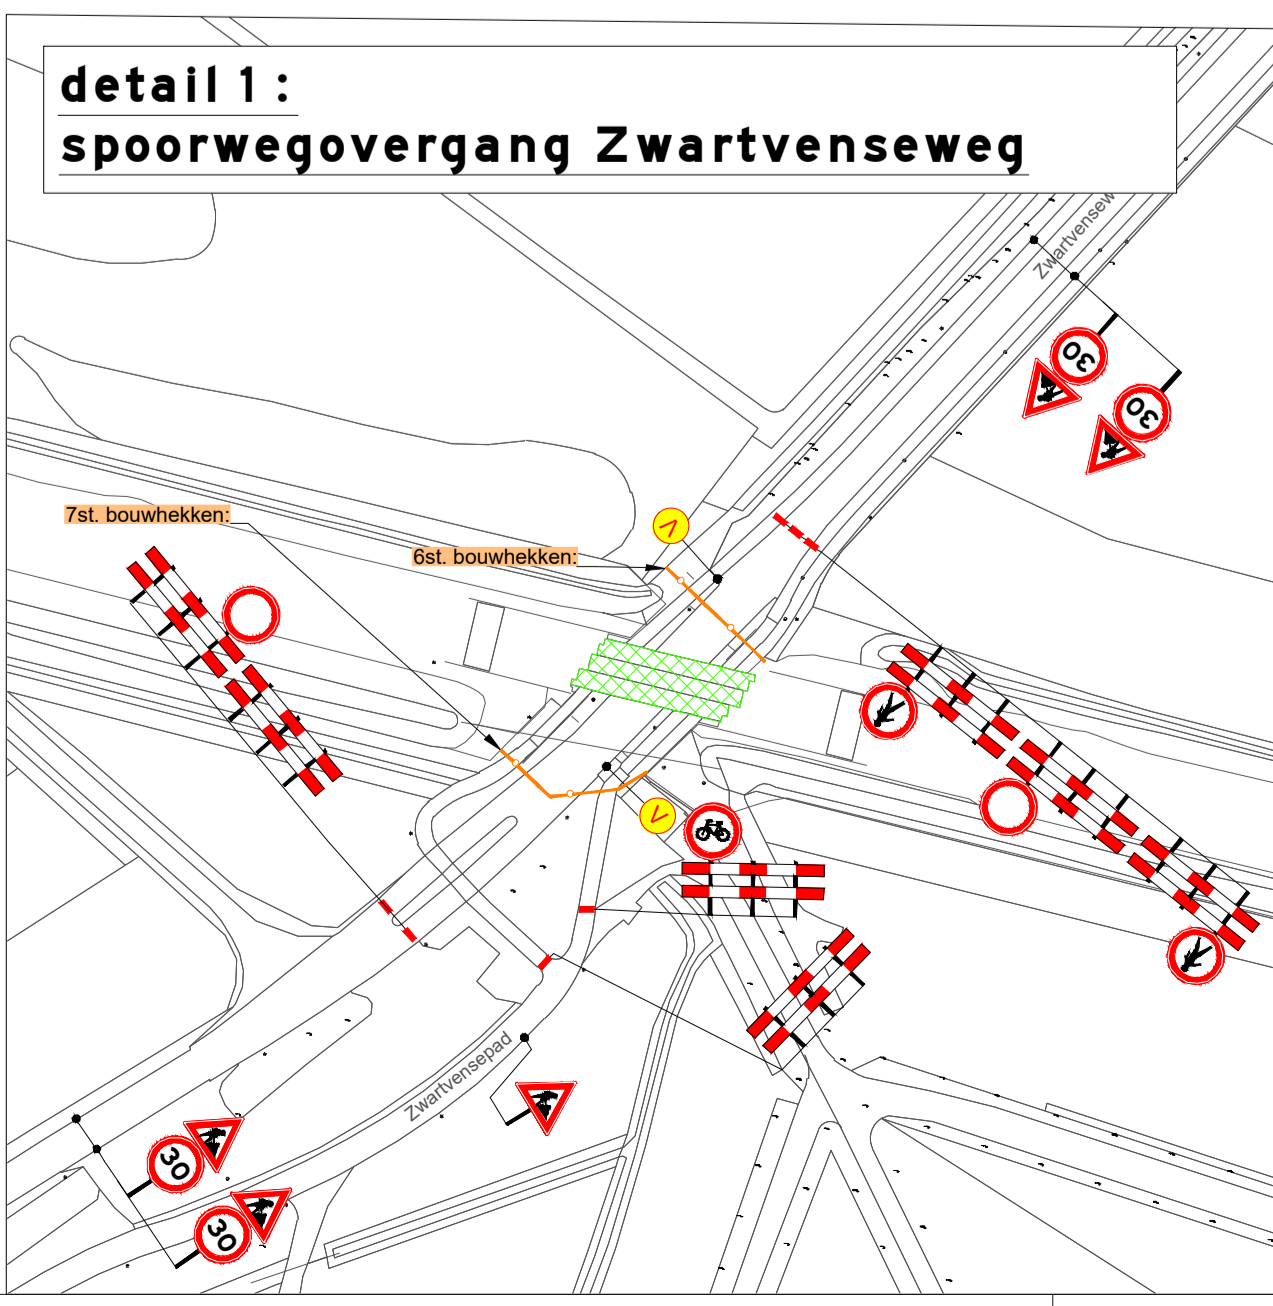 detail 1 :
spoorwegovergang Zwartvenseweg
Zwartvensew
30
30
7st. bouwhekken:
6st. bouwhekken:
V
V
Zwartvensepad
30
30